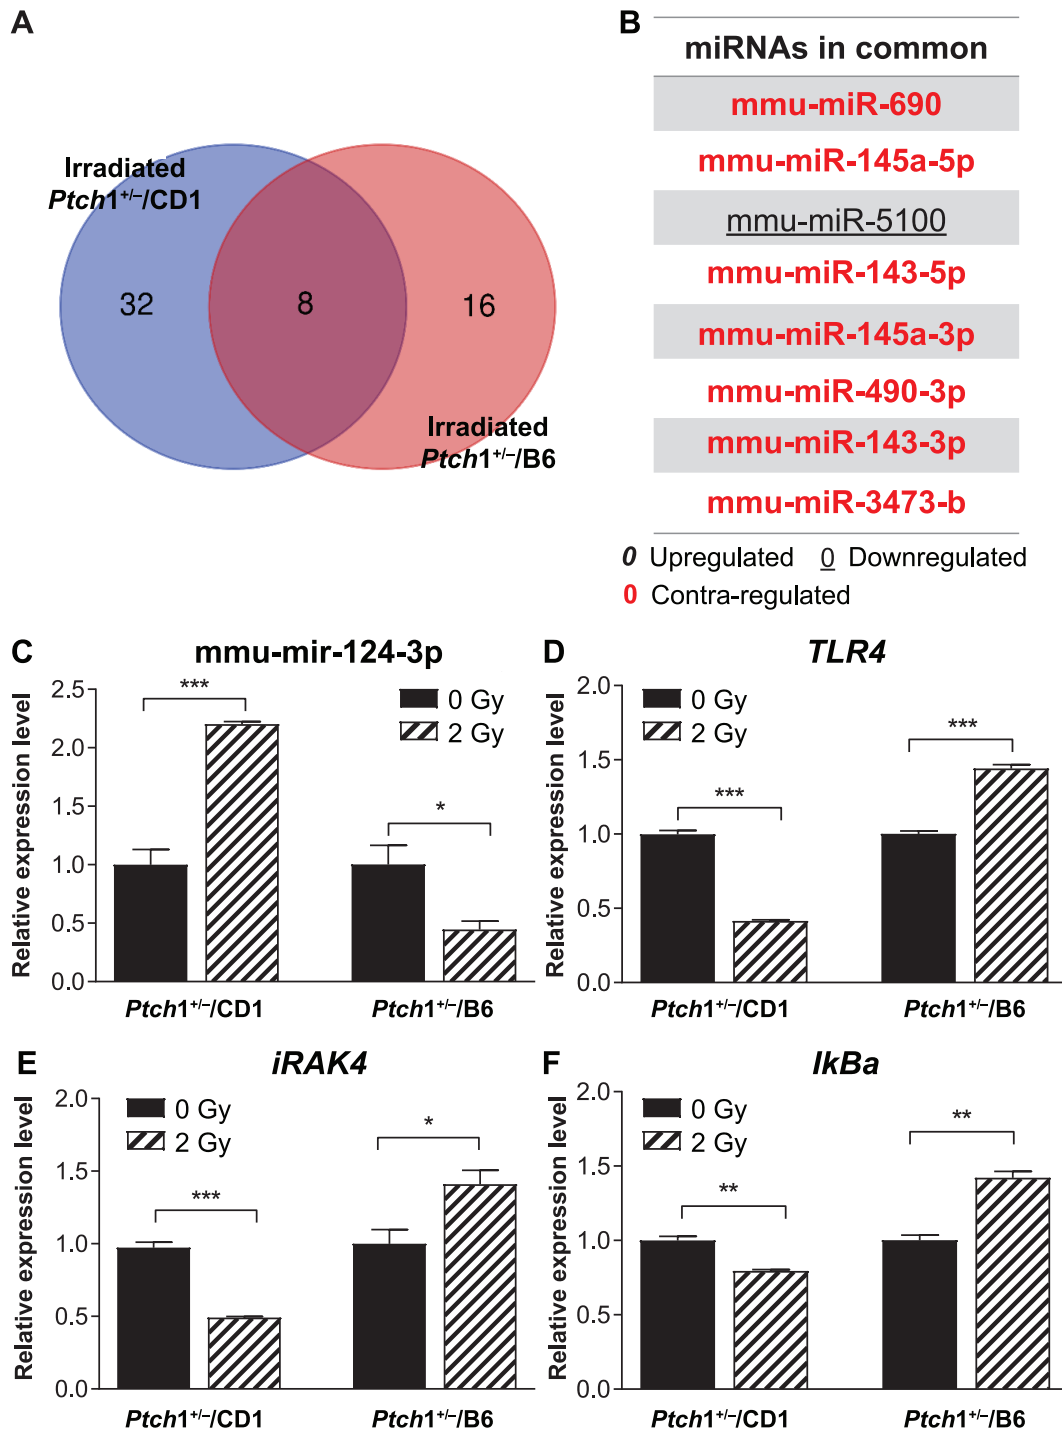 A
Irradiated
Ptch1+/–/CD1
32
8
16
Irradiated
Ptch1+/–/B6
B
miRNAs in common
mmu-miR-690
mmu-miR-145a-5p
mmu-miR-5100
mmu-miR-143-5p
mmu-miR-145a-3p
mmu-miR-490-3p
mmu-miR-143-3p
mmu-miR-3473-b
0 Upregulated 0 Downregulated
0 Contra-regulated
C
mmu-mir-124-3p
Relative expression level
2.5
2.0
1.5
1.0
0.5
0.0
***
*
0 Gy
2 Gy
Ptch1+/–/CD1
Ptch1+/–/B6
D
TLR4
Relative expression level
2.0
1.5
1.0
0.5
0.0
0 Gy
2 Gy
***
***
Ptch1+/–/CD1
Ptch1+/–/B6
E
iRAK4
Relative expression level
2.0
1.5
1.0
0.5
0.0
0 Gy
2 Gy
***
*
Ptch1+/–/CD1
Ptch1+/–/B6
F
IkBa
Relative expression level
2.0
1.5
1.0
0.5
0.0
0 Gy
2 Gy
**
**
Ptch1+/–/CD1
Ptch1+/–/B6